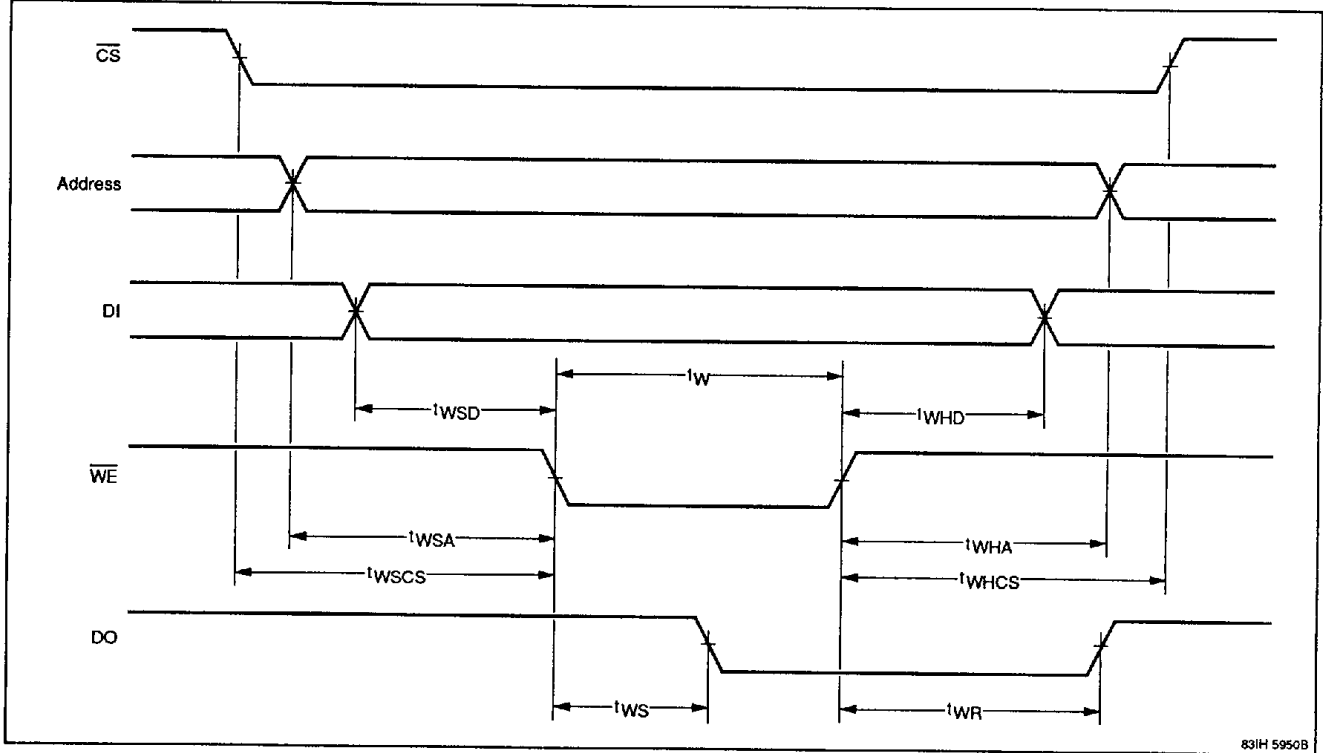 CS
Address
DI
tW
tWSD
tWHD
WE
tWSA
tWHA
tWSCS
tWHCS
DO
tWS
tWR
83IH 5950B